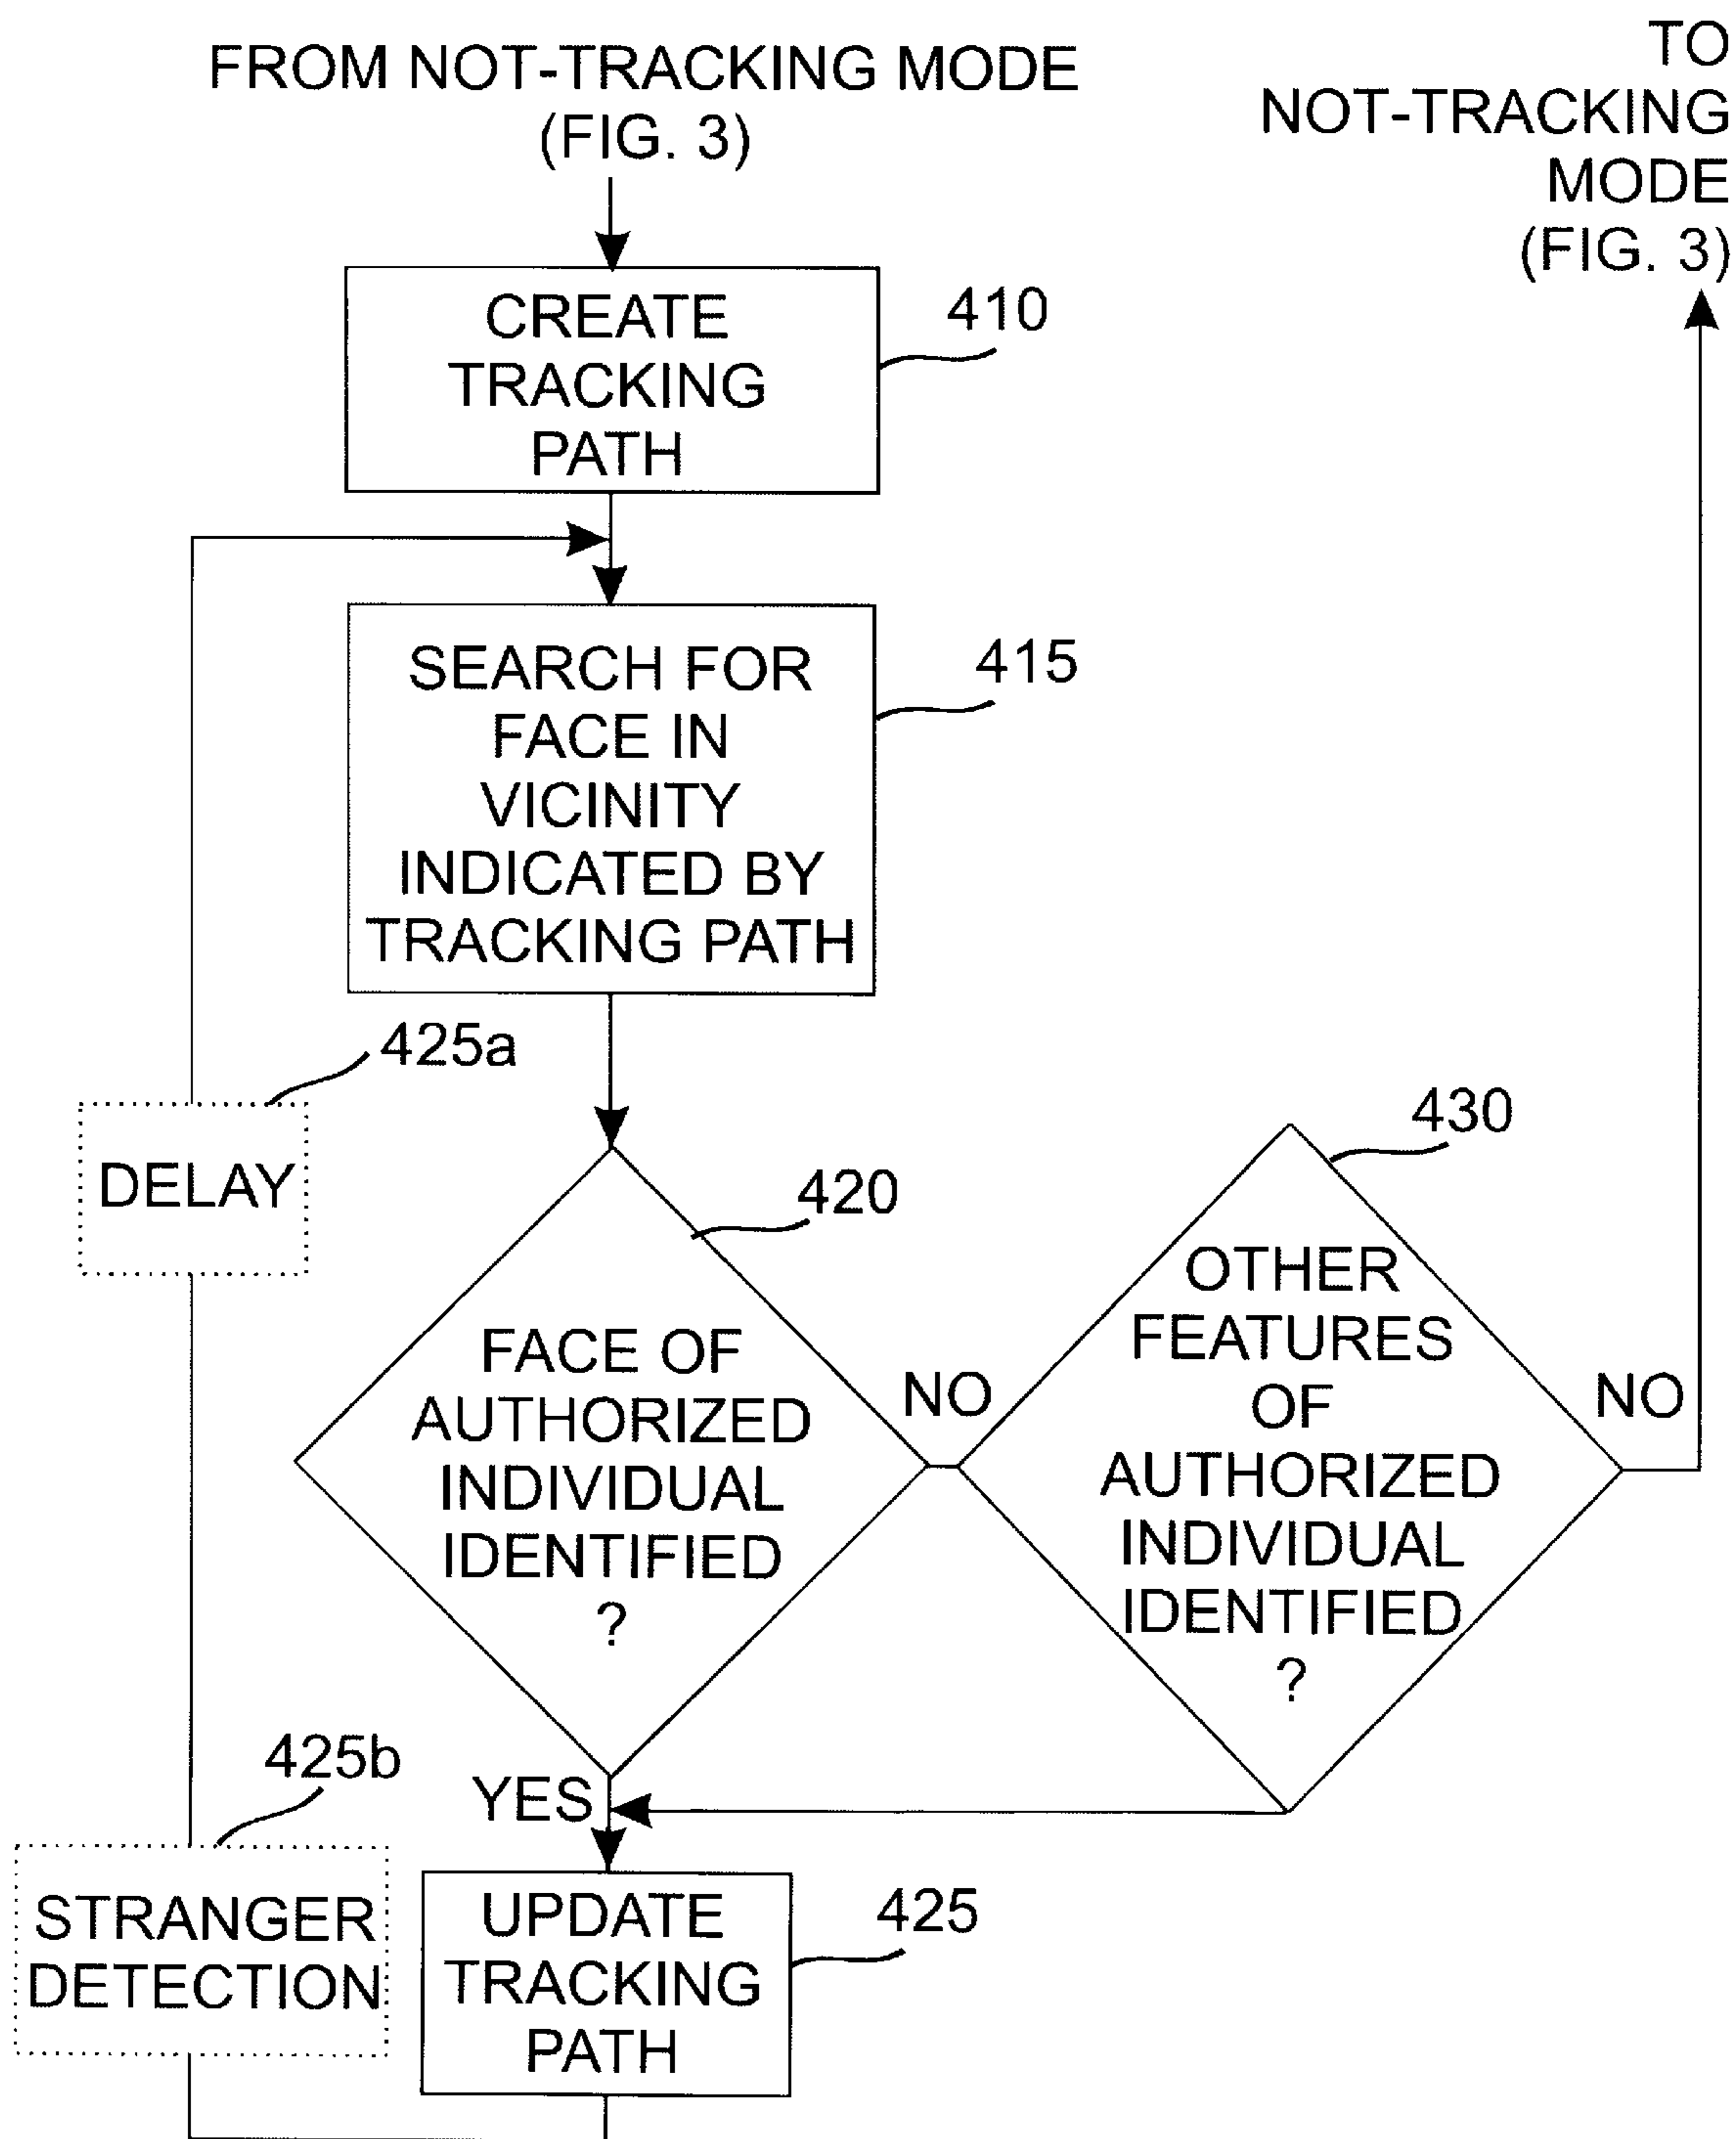 FROM NOT-TRACKING MODE
(FIG. 3)
TO
NOT-TRACKING
MODE
(FIG. 3)
CREATE
TRACKING
PATH
410
SEARCH FOR
FACE IN
VICINITY
INDICATED BY
TRACKING PATH
415
425a
DELAY
420
FACE OF
AUTHORIZED
INDIVIDUAL
IDENTIFIED
?
NO
430
OTHER
FEATURES
OF
AUTHORIZED
INDIVIDUAL
IDENTIFIED
?
NO
YES
425b
STRANGER
DETECTION
UPDATE
TRACKING
PATH
425